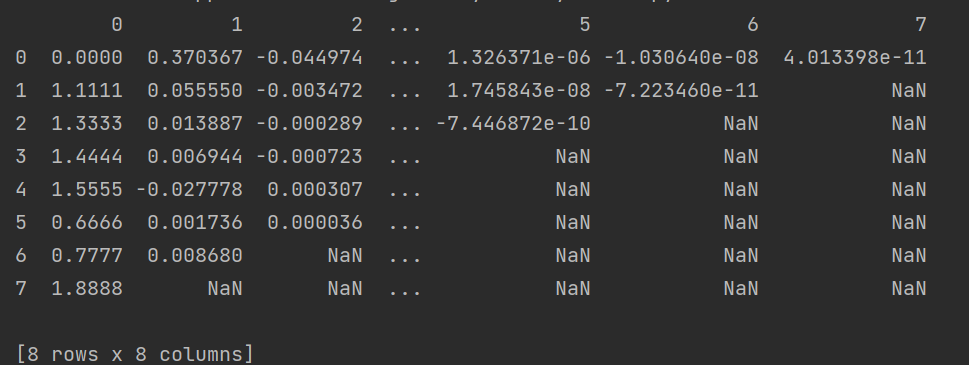 0 1 2 ... 5 6 7
0 0.0000 0.370367 -0.044974 ... 1.326371e-06 -1.030640e-08 4.013398e-11
1 1.1111 0.055550 -0.003472 ... 1.745843e-08 -7.223460e-11 NaN
2 1.3333 0.013887 -0.000289 ... -7.446872e-10 NaN NaN
3 1.4444 0.006944 -0.000723 ... NaN NaN NaN
4 1.5555 -0.027778 0.000307 ... NaN NaN NaN
5 0.6666 0.001736 0.000036 ... NaN NaN NaN
6 0.7777 0.008680 NaN ... NaN NaN NaN
7 1.8888 NaN NaN ... NaN NaN NaN
[8 rows x 8 columns]